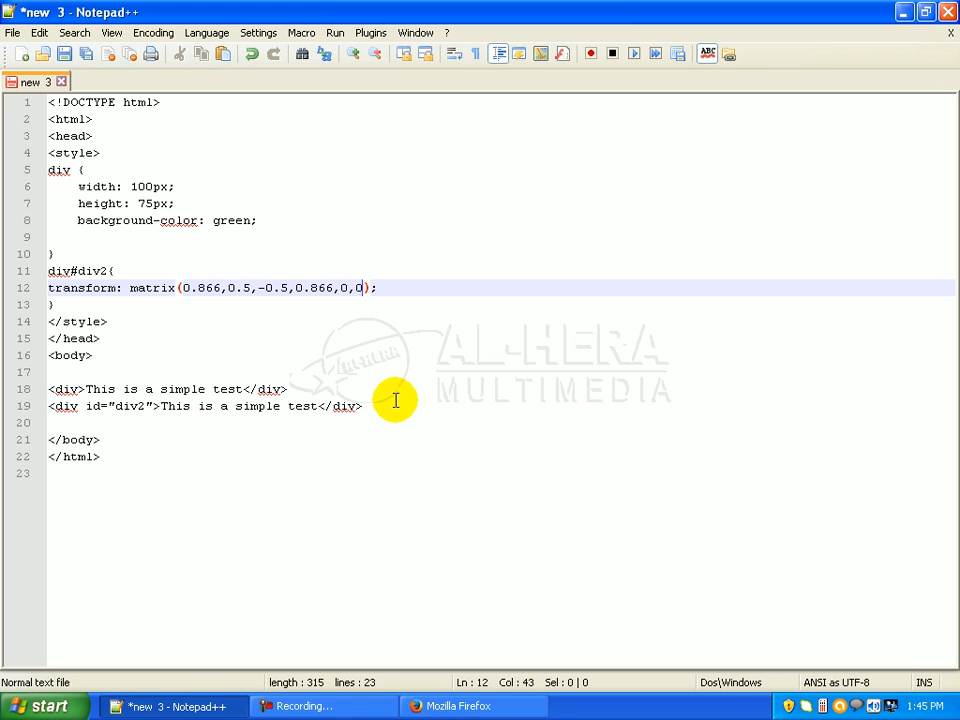 *new  3 - Notepad++
File Edit Search View Encoding Language Settings Macro Run Plugins Window ? X
ABC
new 3
1 <!DOCTYPE html>
2 <html>
3 <head>
4 <style>
5 div {
6     width: 100px;
7     height: 75px;
8     background-color: green;
9
10 }
11 div#div2{
12 transform: matrix(0.866,0.5,-0.5,0.866,0,0);
13 }
14 </style>
15 </head>
16 <body>
17
18 <div>This is a simple test</div>
19 <div id="div2">This is a simple test</div>
20
21 </body>
22 </html>
23
AL-HERA
AL-HERA
MULTIMEDIA
Normal text file length : 315 lines : 23 Ln : 12 Col : 43 Sel : 0 | 0 Dos\Windows ANSI as UTF-8 INS
start *new  3 - Notepad++ Recording... Mozilla Firefox 1:45 PM